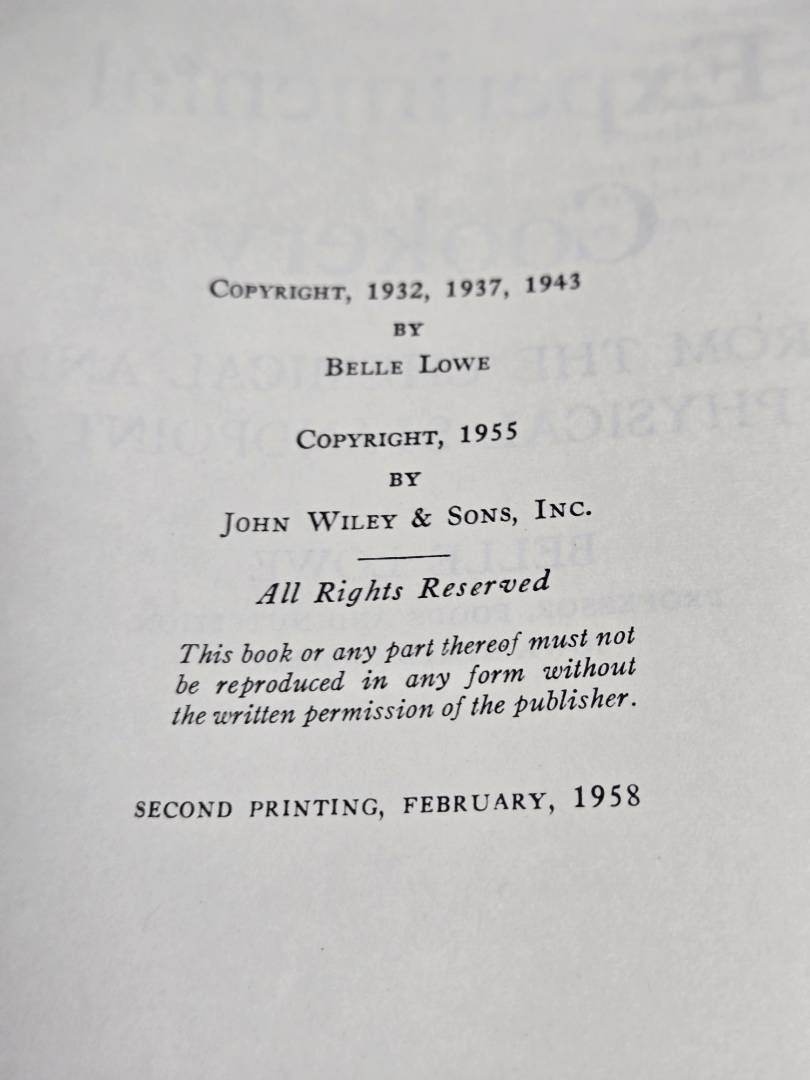 COPYRIGHT, 1932, 1937, 1943
BY
BELLE LOWE
COPYRIGHT, 1955
BY
JOHN WILEY & SONS, INC.
All Rights Reserved
This book or any part thereof must not
be reproduced in any form without
the written permission of the publisher.
SECOND PRINTING, FEBRUARY, 1958